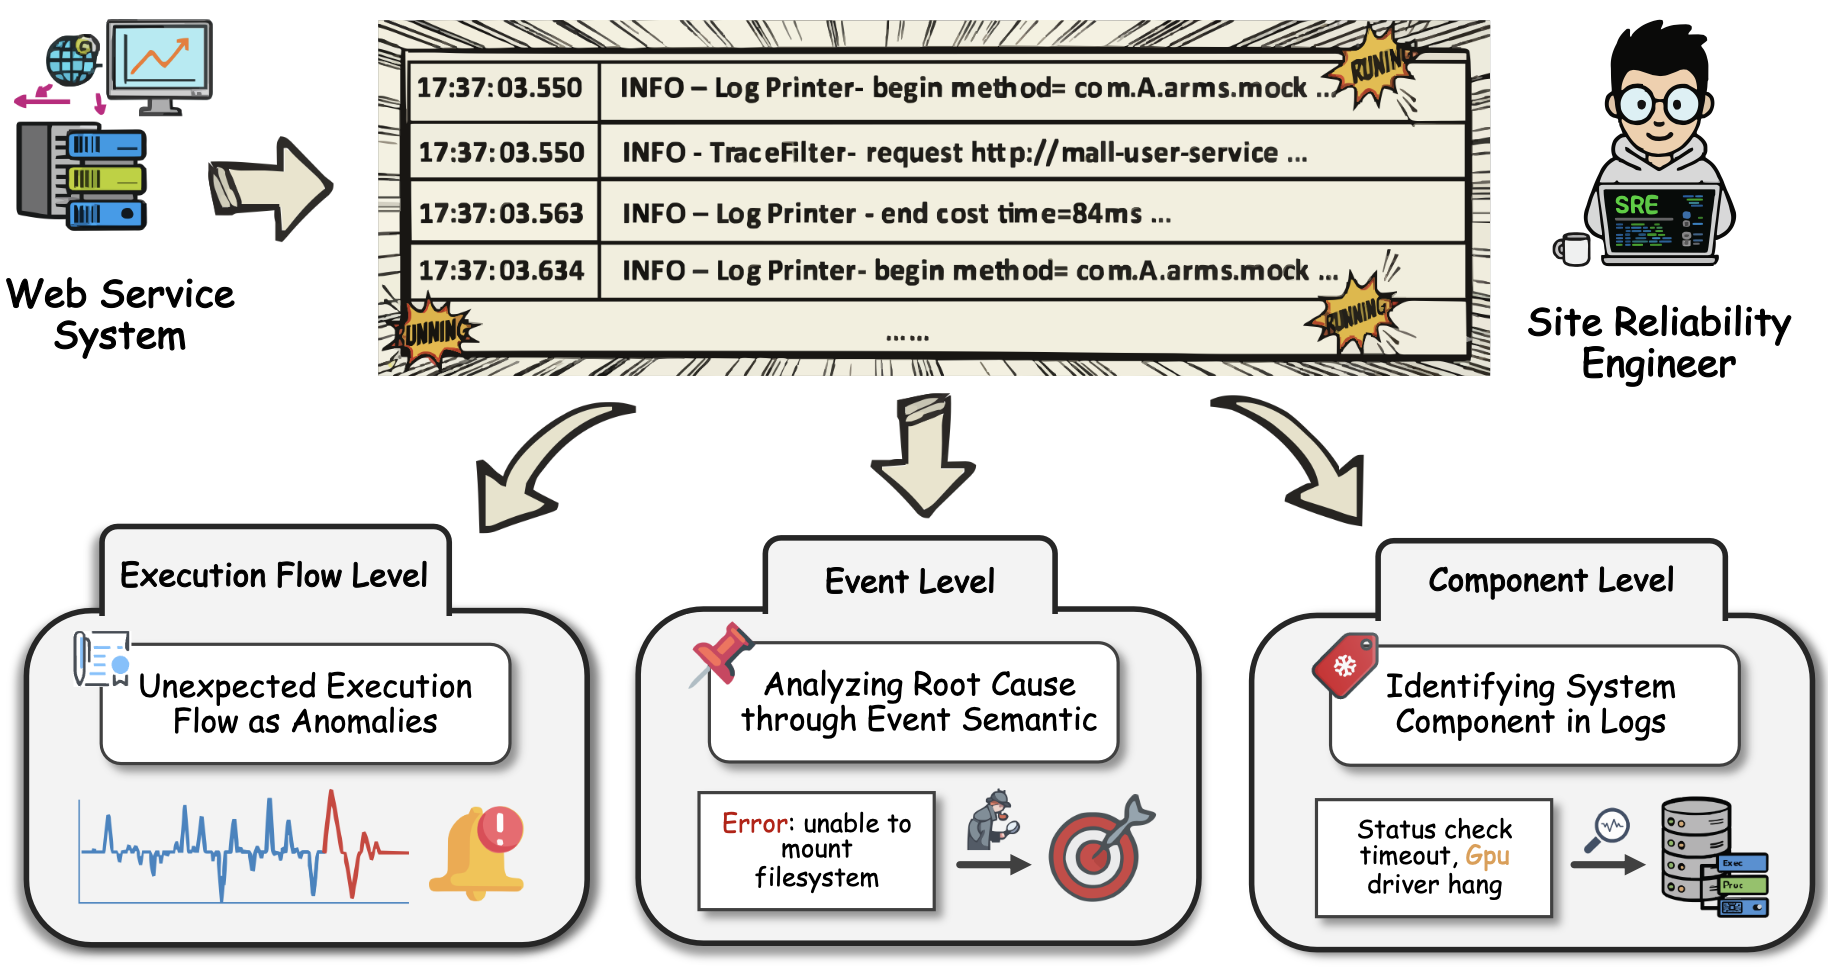 Web Service
System
17:37:03.550 INFO – Log Printer- begin method= com.A.arms.mock ...
RUNING
17:37:03.550 INFO - TraceFilter- request http://mall-user-service ...
17:37:03.563 INFO – Log Printer - end cost time=84ms ...
17:37:03.634 INFO – Log Printer- begin method= com.A.arms.mock ...
RUNNING
......
RUNNING
SRE
Site Reliability
Engineer
Execution Flow Level
Unexpected Execution
Flow as Anomalies
Event Level
Analyzing Root Cause
through Event Semantic
Error: unable to
mount
filesystem
Component Level
Identifying System
Component in Logs
Status check
timeout, Gpu
driver hang
Exec
Pruc